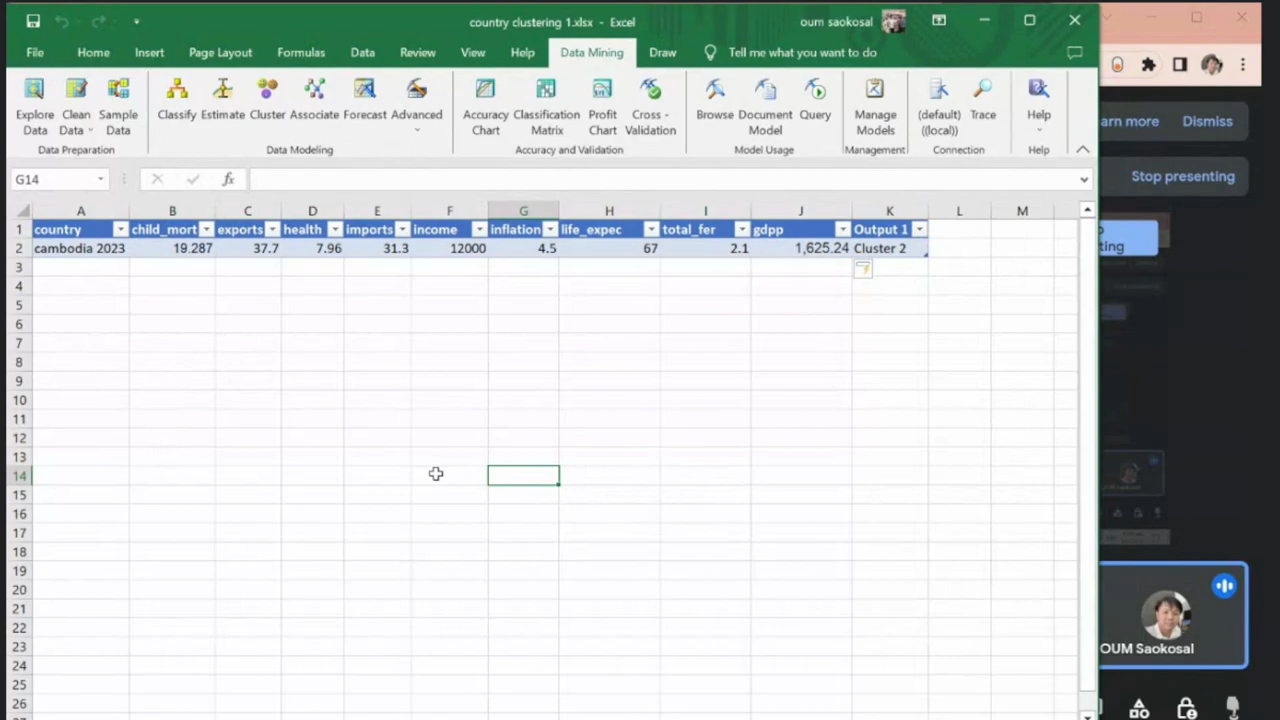 country clustering 1.xlsx - Excel
oum saokosal
File Home Insert Page Layout Formulas Data Review View Help Data Mining Draw Tell me what you want to do
Explore Data
Clean Data
Sample Data
Classify Estimate Cluster Associate Forecast Advanced
Accuracy Chart
Classification Matrix
Profit Chart
Cross - Validation
Browse
Document Model
Query
Manage Models
(default) ((local))
Trace
Help
Data Preparation Data Modeling Accuracy and Validation Model Usage Management Connection Help
arn more Dismiss
Stop presenting
G14 fx
A B C D E F G H I J K L M
1 country child_mort exports health imports income inflation life_expec total_fer gdpp Output 1
2 cambodia 2023 19.287 37.7 7.96 31.3 12000 4.5 67 2.1 1,625.24 Cluster 2
3
4
5
6
7
8
9
10
11
12
13
14
15
16
17
18
19
20
21
22
23
24
25
26
ting
OUM Saokosal